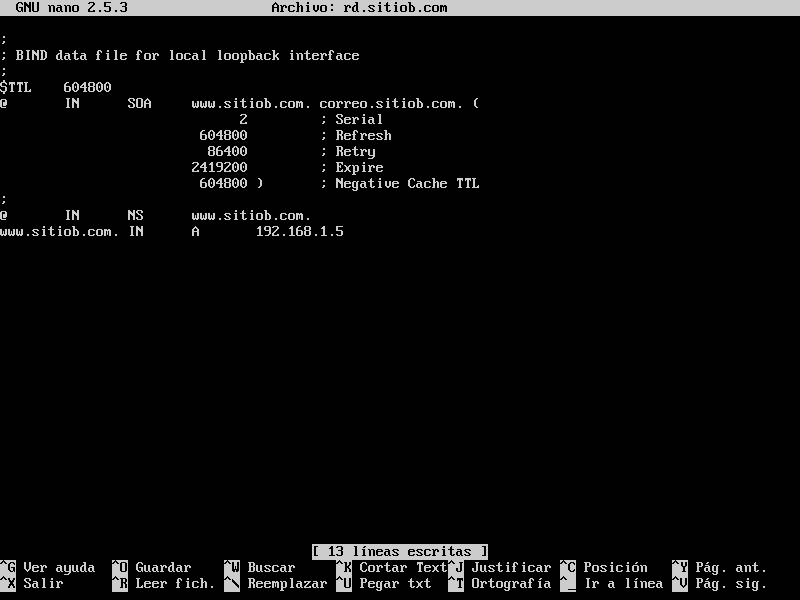 GNU nano 2.5.3 Archivo: rd.sitiob.com
;
; BIND data file for local loopback interface
;
$TTL 604800
@ IN SOA www.sitiob.com. correo.sitiob.com. (
2 ; Serial
604800 ; Refresh
86400 ; Retry
2419200 ; Expire
604800 ) ; Negative Cache TTL
;
@ IN NS www.sitiob.com.
www.sitiob.com. IN A 192.168.1.5
[ 13 líneas escritas ]
^G Ver ayuda ^O Guardar ^W Buscar ^K Cortar Text^J Justificar ^C Posición ^Y Pág. ant.
^X Salir ^R Leer fich. ^\ Reemplazar ^U Pegar txt ^T Ortografía ^_ Ir a línea ^V Pág. sig.